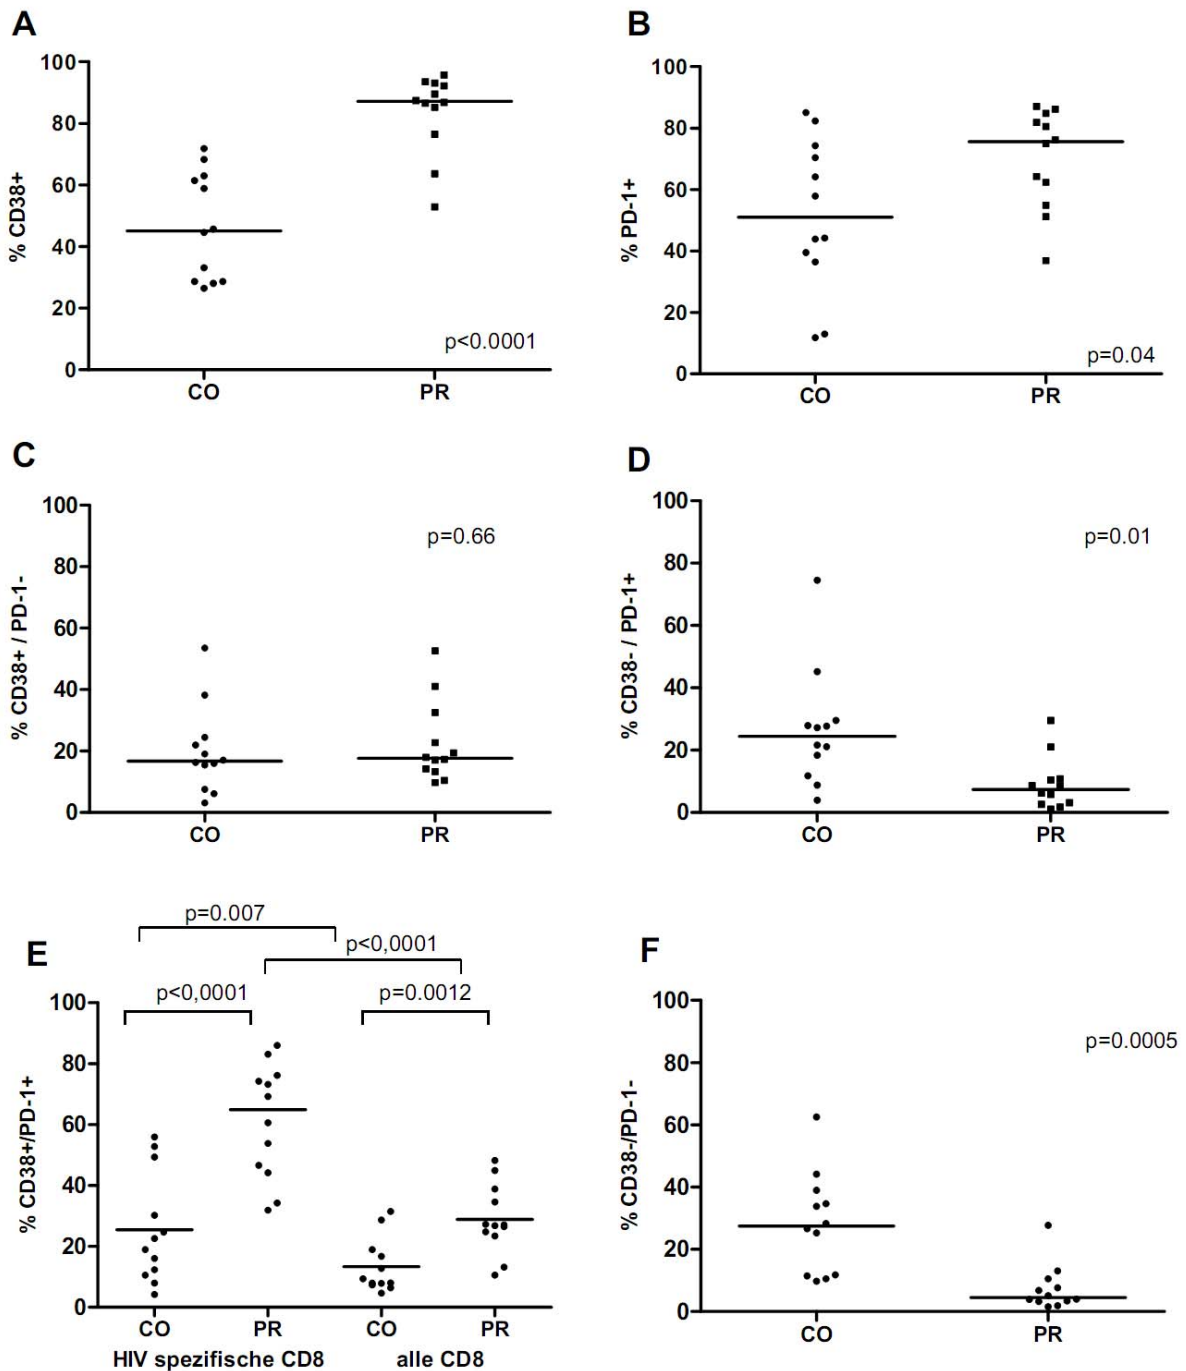 A
% CD38+
100
80
60
40
20
0
p<0.0001
CO
PR
B
% PD-1+
100
80
60
40
20
0
p=0.04
CO
PR
C
% CD38+ / PD-1-
100
80
60
40
20
0
p=0.66
CO
PR
D
% CD38- / PD-1+
100
80
60
40
20
0
p=0.01
CO
PR
E
p=0.007
p<0,0001
p<0,0001
p=0.0012
% CD38+/PD-1+
100
80
60
40
20
0
CO
PR
CO
PR
HIV spezifische CD8
alle CD8
F
% CD38-/PD-1-
100
80
60
40
20
0
p=0.0005
CO
PR